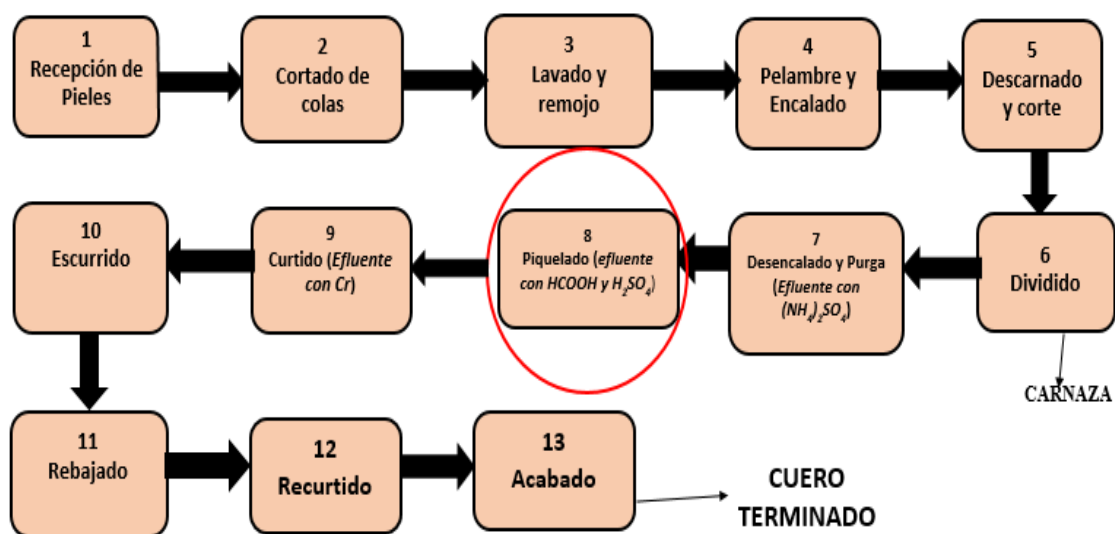 1
Recepción de
Pieles
2
Cortado de
colas
3
Lavado y
remojo
4
Pelambre y
Encalado
5
Descarnado
y corte
6
Dividido
CARNAZA
7
Desencalado y Purga
(Efluente con
(NH₄)₂SO₄)
8
Piquelado (efluente
con HCOOH y H₂SO₄)
9
Curtido (Efluente
con Cr)
10
Escurrido
11
Rebajado
12
Recurtido
13
Acabado
CUERO
TERMINADO